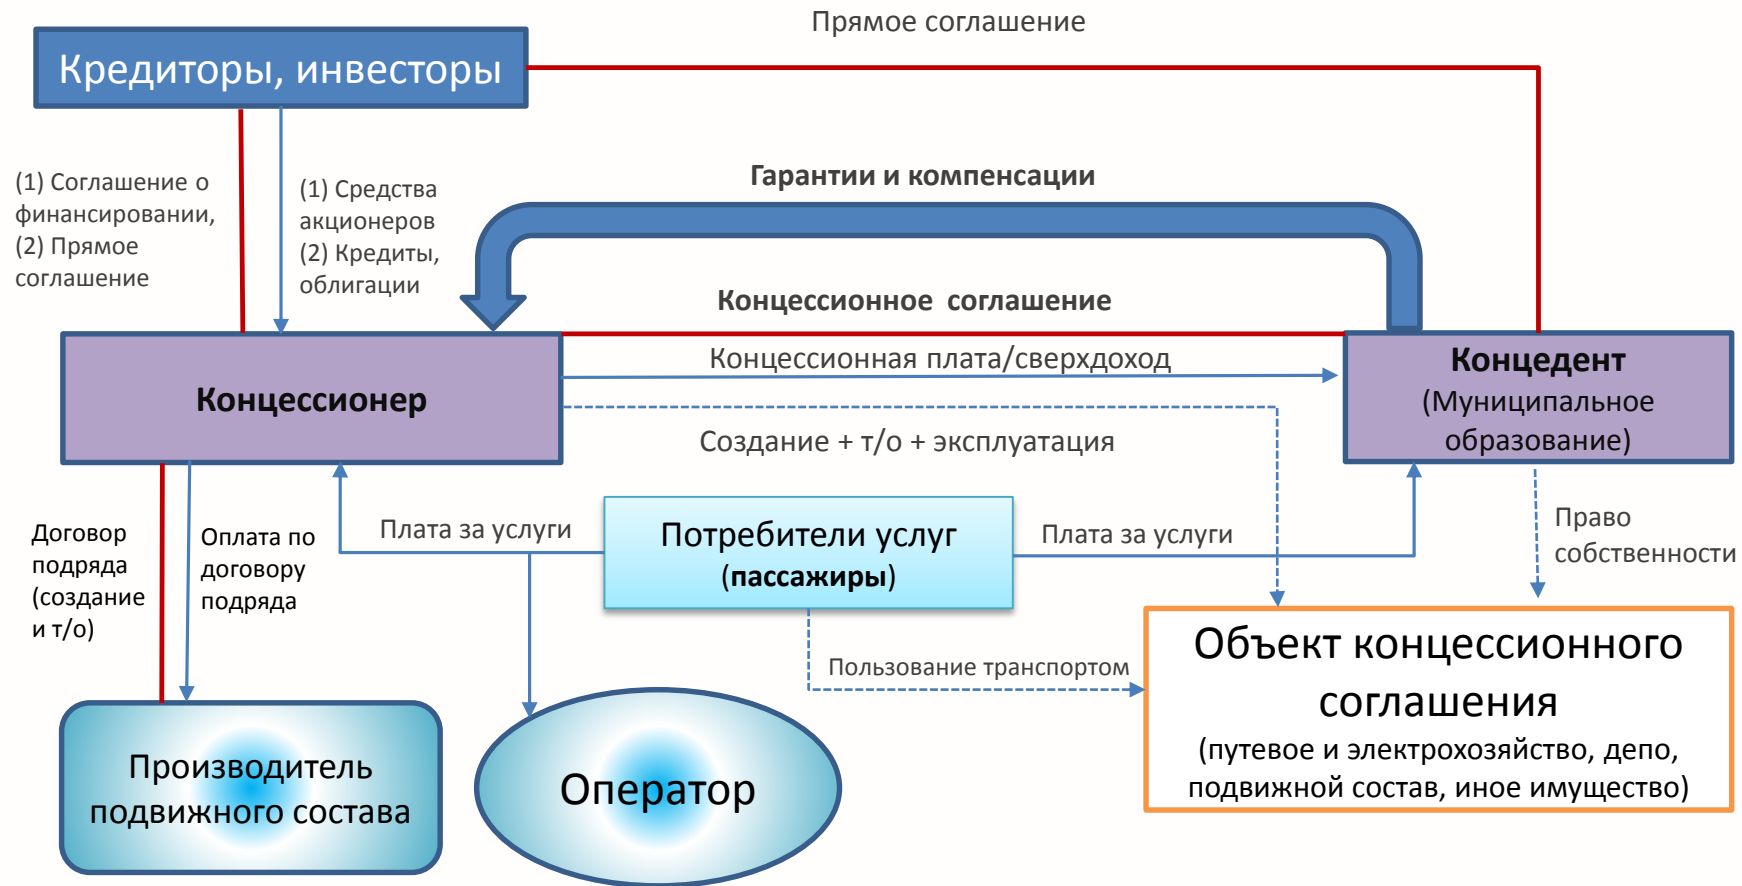 Прямое соглашение
Кредиторы, инвесторы
(1) Соглашение о
финансировании,
(2) Прямое
соглашение
(1) Средства
акционеров
(2) Кредиты,
облигации
Гарантии и компенсации
Концессионное соглашение
Концессионная плата/сверхдоход
Концессионер
Концедент
(Муниципальное
образование)
Создание + т/о + эксплуатация
Договор
подряда
(создание
и т/о)
Оплата по
договору
подряда
Плата за услуги
Потребители услуг
(пассажиры)
Плата за услуги
Право
собственности
Пользование транспортом
Объект концессионного
соглашения
(путевое и электрохозяйство, депо,
подвижной состав, иное имущество)
Производитель
подвижного состава
Оператор